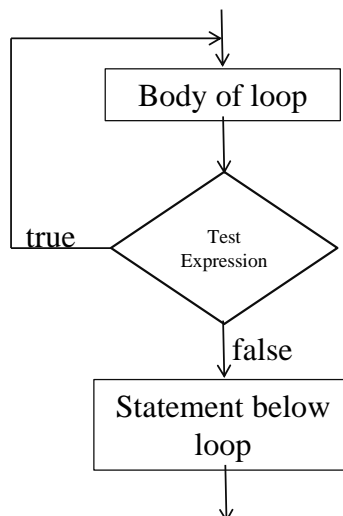 Body of loop
true
Test
Expression
false
Statement below
loop